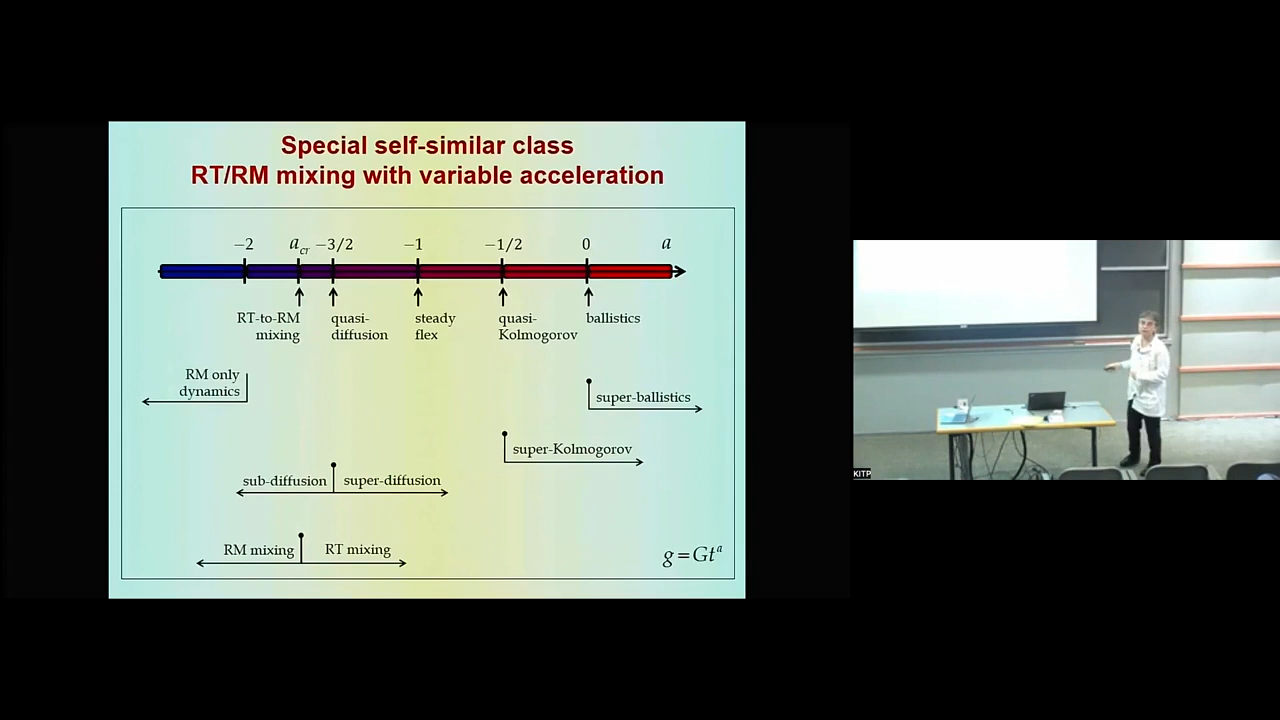 Special self-similar class
RT/RM mixing with variable acceleration
−2 a_cr −3/2 −1 −1/2 0 a
RT-to-RM mixing
quasi-diffusion
steady flex
quasi-Kolmogorov
ballistics
RM only
dynamics
super-ballistics
super-Kolmogorov
sub-diffusion super-diffusion
RM mixing RT mixing
g=Gt^a
KITP